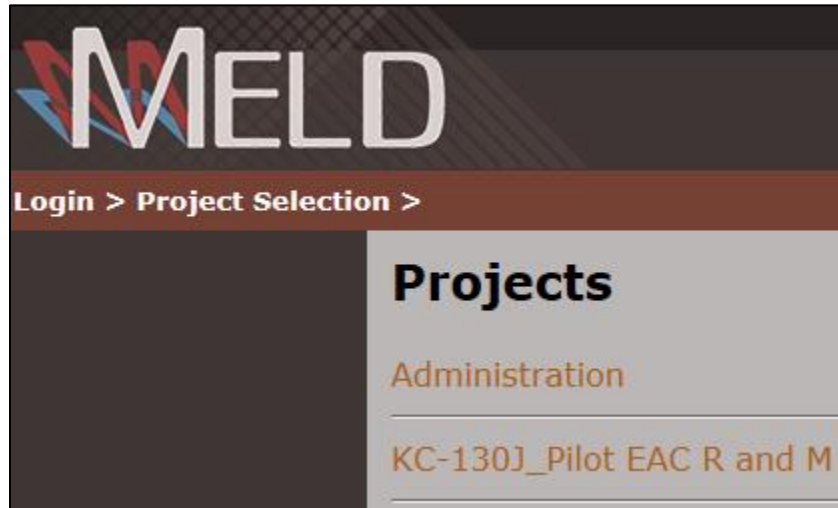 MELD
Login > Project Selection >
Projects
Administration
KC-130J_Pilot EAC R and M